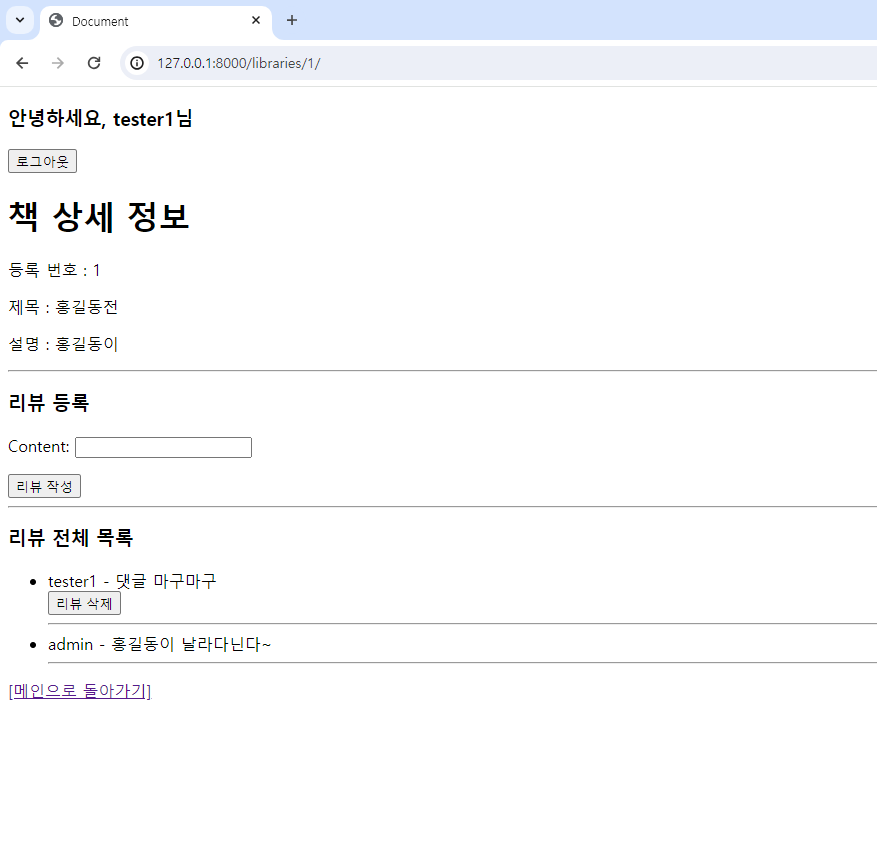 Document
127.0.0.1:8000/libraries/1/
안녕하세요, tester1님
로그아웃
책 상세 정보
등록 번호 : 1
제목 : 홍길동전
설명 : 홍길동이
리뷰 등록
Content:
리뷰 작성
리뷰 전체 목록
tester1 - 댓글 마구마구
리뷰 삭제
admin - 홍길동이 날라다닌다~
[메인으로 돌아가기]